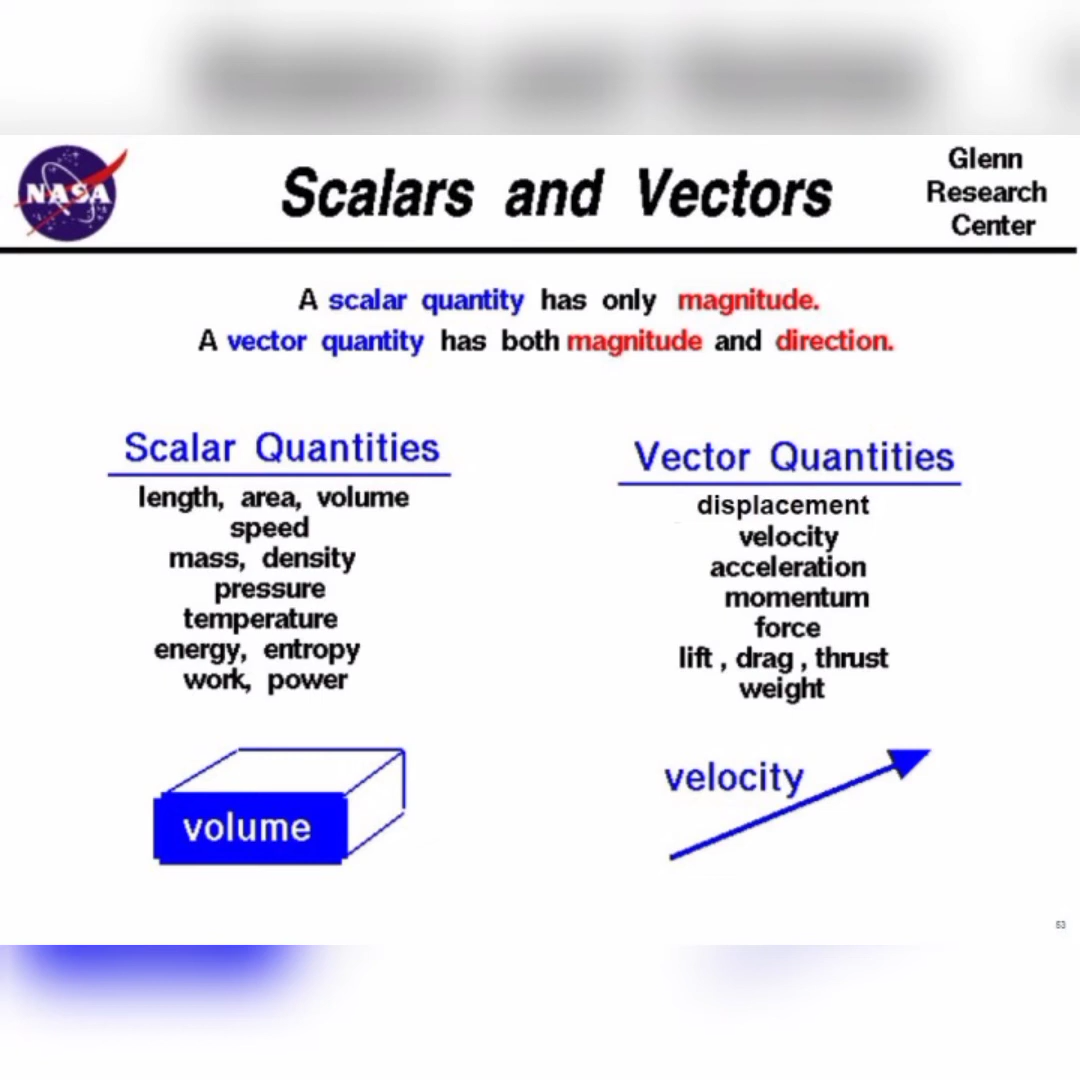 NASA
Scalars and Vectors
Glenn
Research
Center
A scalar quantity has only magnitude.
A vector quantity has both magnitude and direction.
Scalar Quantities
length, area, volume
speed
mass, density
pressure
temperature
energy, entropy
work, power
volume
Vector Quantities
displacement
velocity
acceleration
momentum
force
lift , drag , thrust
weight
velocity
53